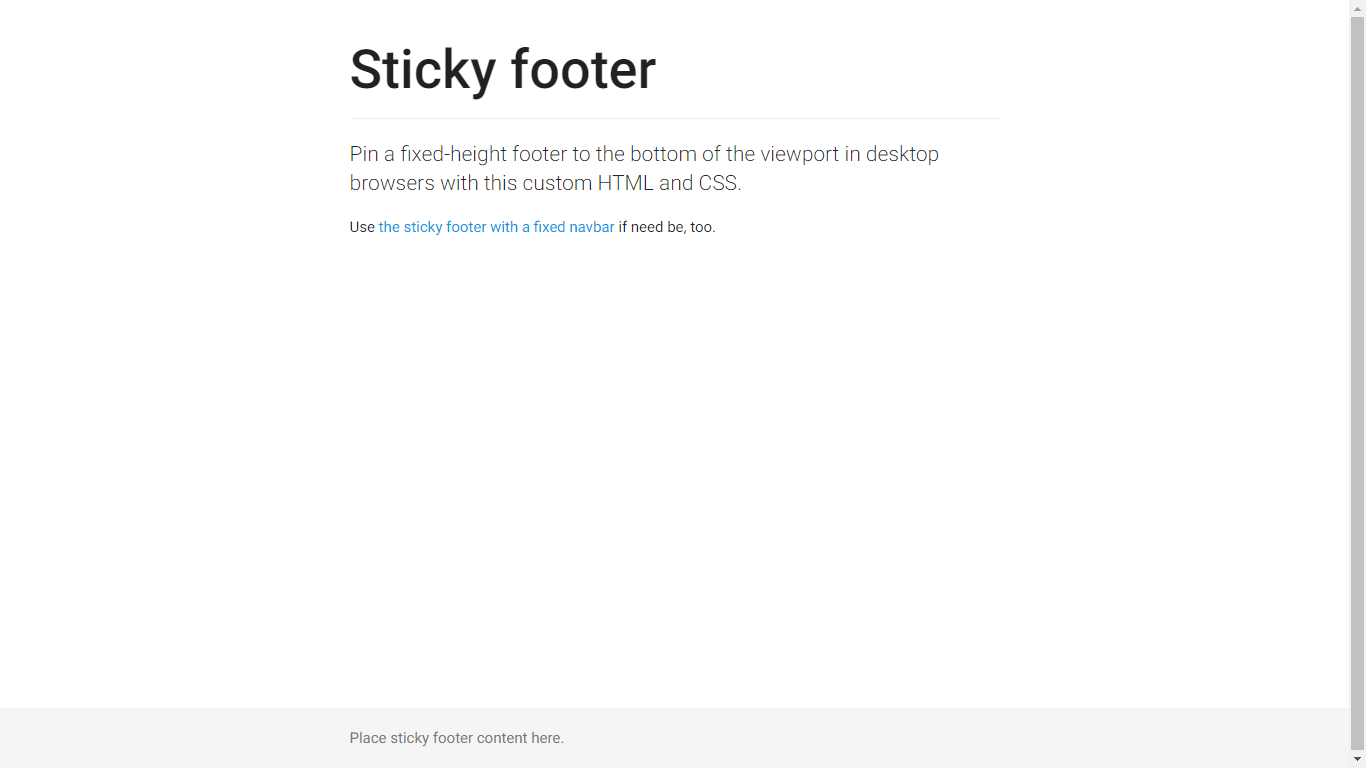 Sticky footer
Pin a fixed-height footer to the bottom of the viewport in desktop
browsers with this custom HTML and CSS.
Use the sticky footer with a fixed navbar if need be, too.
Place sticky footer content here.